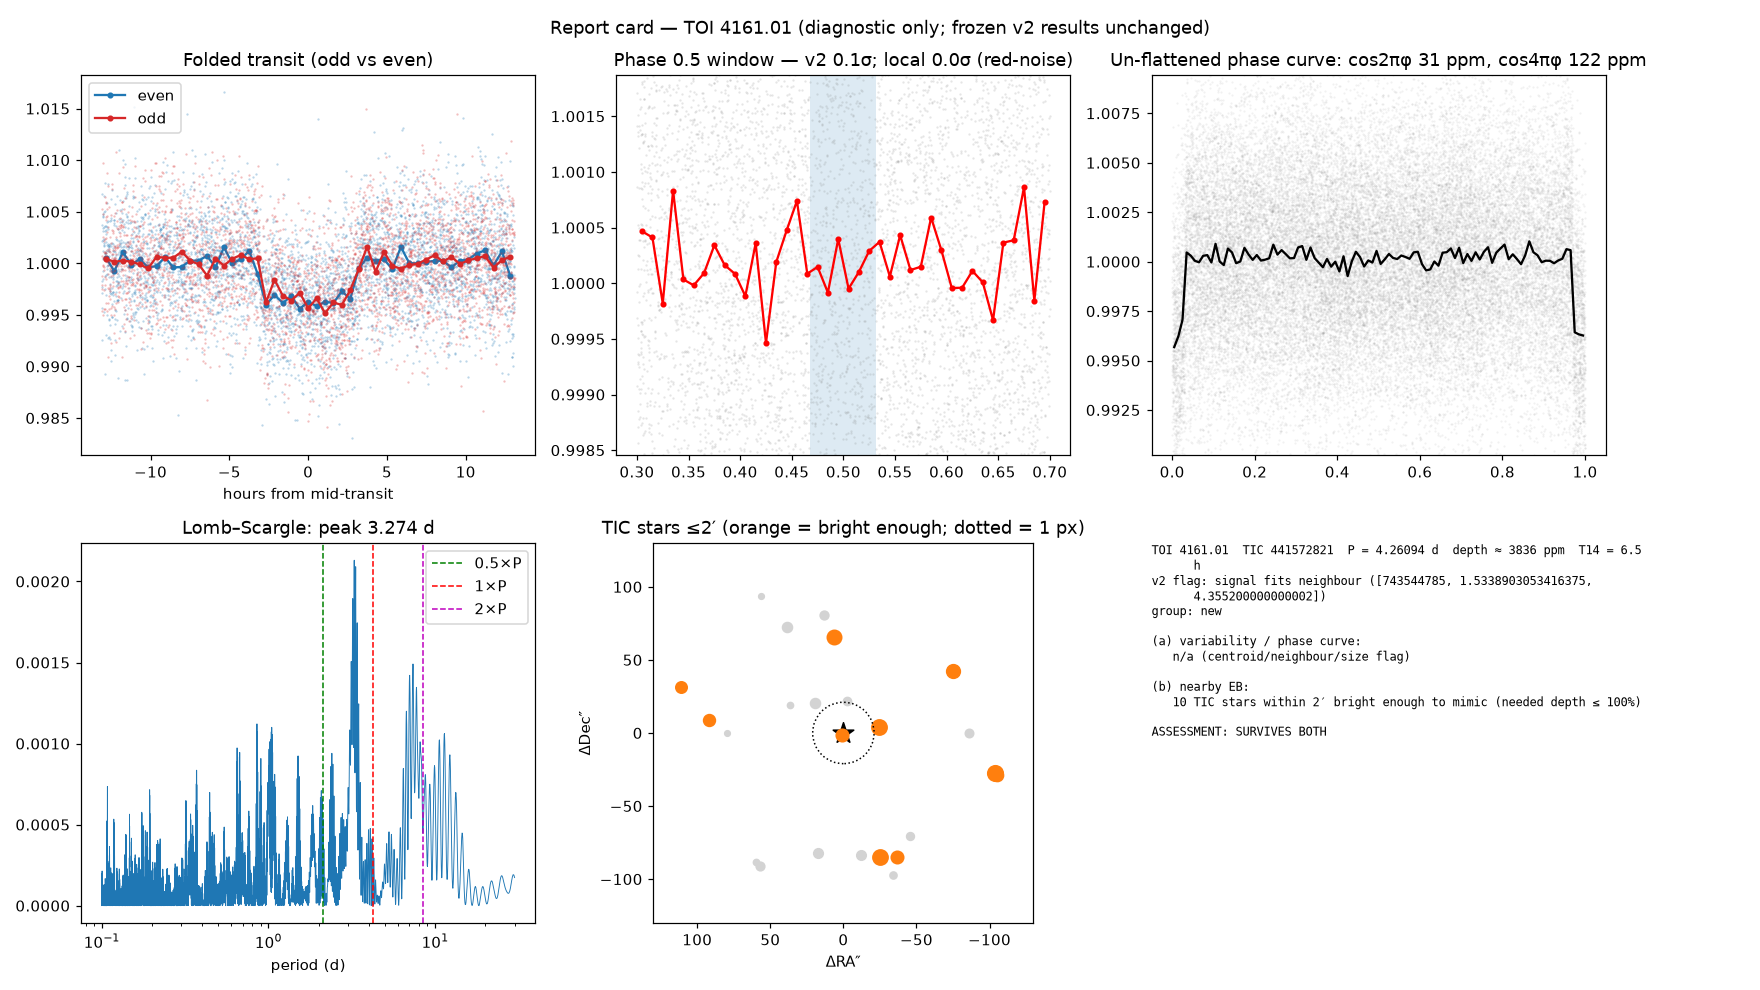 Report card — TOI 4161.01 (diagnostic only; frozen v2 results unchanged)
Folded transit (odd vs even)
even
odd
1.015
1.010
1.005
1.000
0.995
0.990
0.985
−10
−5
0
5
10
hours from mid-transit
Phase 0.5 window — v2 0.1σ; local 0.0σ (red-noise)
1.0015
1.0010
1.0005
1.0000
0.9995
0.9990
0.9985
0.30
0.35
0.40
0.45
0.50
0.55
0.60
0.65
0.70
Un-flattened phase curve: cos2πφ 31 ppm, cos4πφ 122 ppm
1.0075
1.0050
1.0025
1.0000
0.9975
0.9950
0.9925
0.0
0.2
0.4
0.6
0.8
1.0
Lomb–Scargle: peak 3.274 d
0.5×P
1×P
2×P
0.0020
0.0015
0.0010
0.0005
0.0000
10⁻¹
10⁰
10¹
period (d)
TIC stars ≤2′ (orange = bright enough; dotted = 1 px)
ΔDec″
100
50
0
−50
−100
100
50
0
−50
−100
ΔRA″
TOI 4161.01  TIC 441572821  P = 4.26094 d  depth ≈ 3836 ppm  T14 = 6.5
h
v2 flag: signal fits neighbour ([743544785, 1.5338903053416375,
4.355200000000002])
group: new
(a) variability / phase curve:
n/a (centroid/neighbour/size flag)
(b) nearby EB:
10 TIC stars within 2′ bright enough to mimic (needed depth ≤ 100%)
ASSESSMENT: SURVIVES BOTH